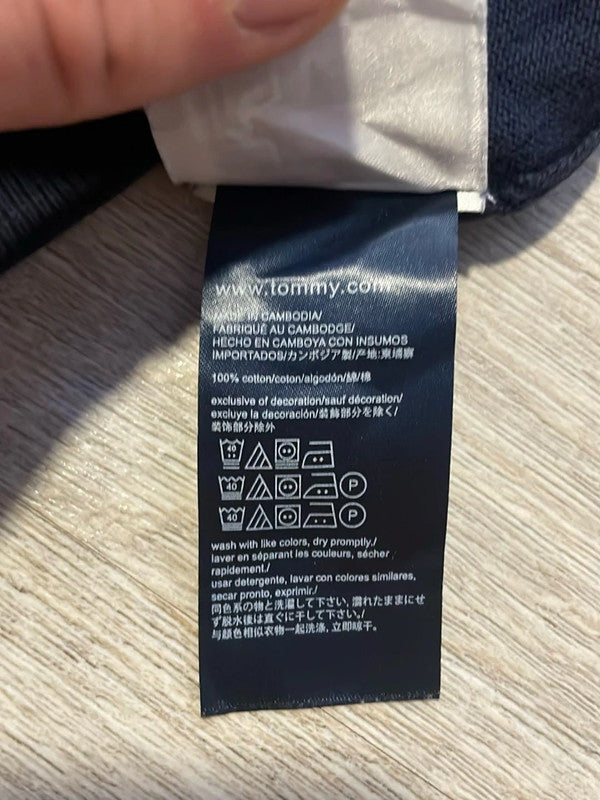 www.tommy.com
MADE IN CAMBODIA/
FABRIQUÉ AU CAMBODGE/
HECHO EN CAMBOYA CON INSUMOS
IMPORTADOS/カンボジア製/产地:柬埔寨
100% cotton/coton/algodón/綿/棉
exclusive of decoration/sauf décoration/
excluye la decoración/装飾部分を除く/
装饰部分除外
40
40 P
40 P
wash with like colors, dry promptly./
laver en séparant les couleurs, sécher
rapidement./
usar detergente, lavar con colores similares,
secar pronto, exprimir./
同色系の物と洗濯して下さい, 濡れたままにせ
ず脱水後は直ぐに干して下さい./
与颜色相似衣物一起洗涤, 立即晾干.